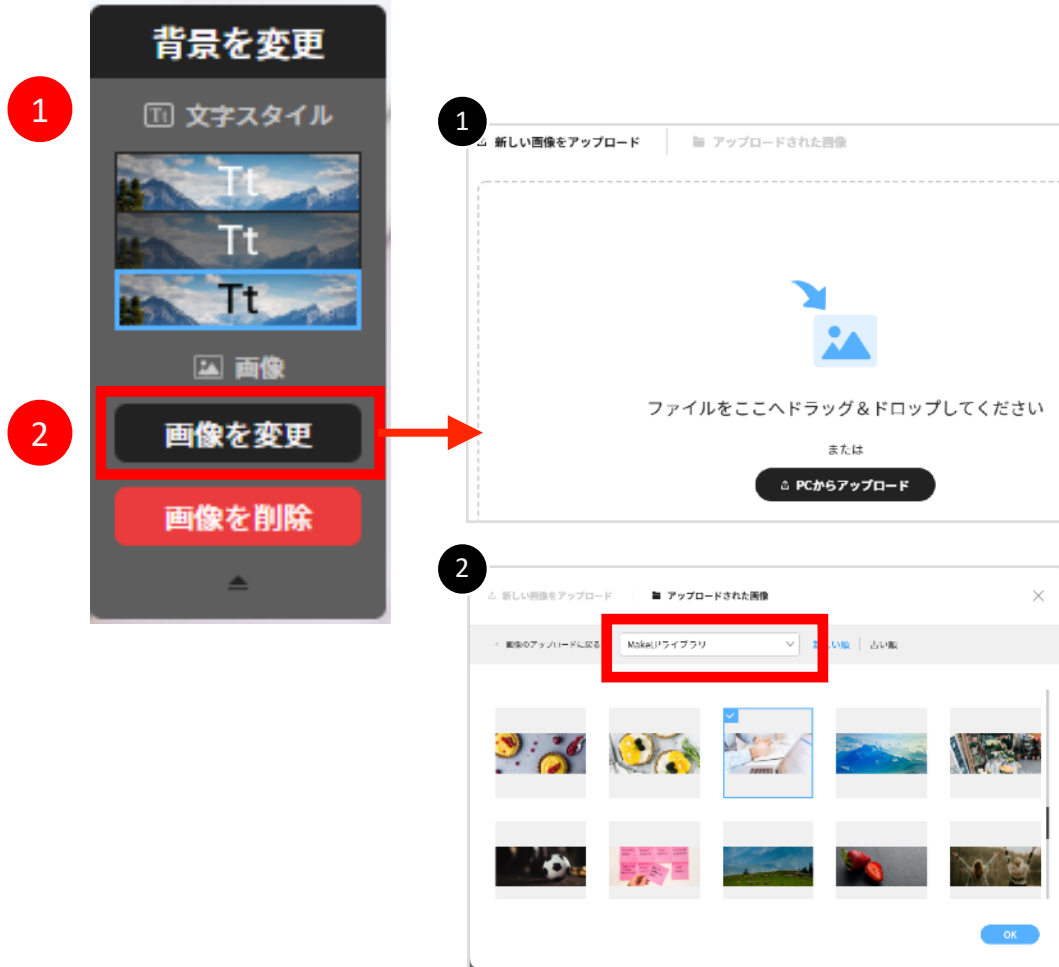 背景を変更
1
文字スタイル
Tt
Tt
Tt
画像
2
画像を変更
画像を削除
1
新しい画像をアップロード
アップロードされた画像
ファイルをここへドラッグ＆ドロップしてください
または
PCからアップロード
2
新しい画像をアップロード
アップロードされた画像
画像のアップロードに戻る
MakeLPライブラリ
しい順
古い順
OK